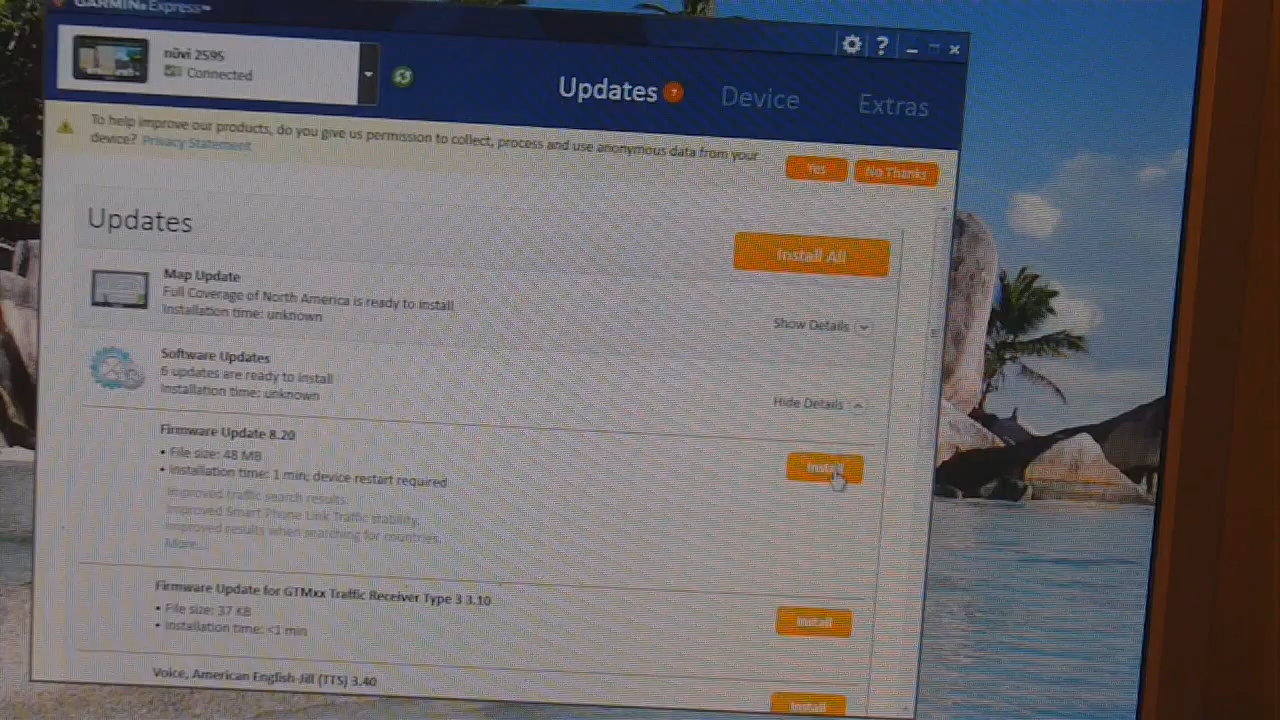 GARMIN Express™
nüvi 2595
Connected
Updates 7 Device Extras
To help improve our products, do you give us permission to collect, process and use anonymous data from your
device? Privacy Statement
Yes No Thanks
Updates
Install All
Map Update
Full Coverage of North America is ready to install
Installation time: unknown
Show Details
Software Updates
6 updates are ready to install
Installation time: unknown
Hide Details
Firmware Update 8.20
• File size: 48 MB
• Installation time: 1 min; device restart required
Install
Improved traffic search results.
Improved Smart Phone Link Traffic stability.
Improved results when searching for countries.
More...
Firmware Update for GTMxx Traffic Receiver Type 3 3.10
• File size: 37 KB
• Installation time: <1 min
Install
Voice, American English-Jill (TTS) 3.40
Install